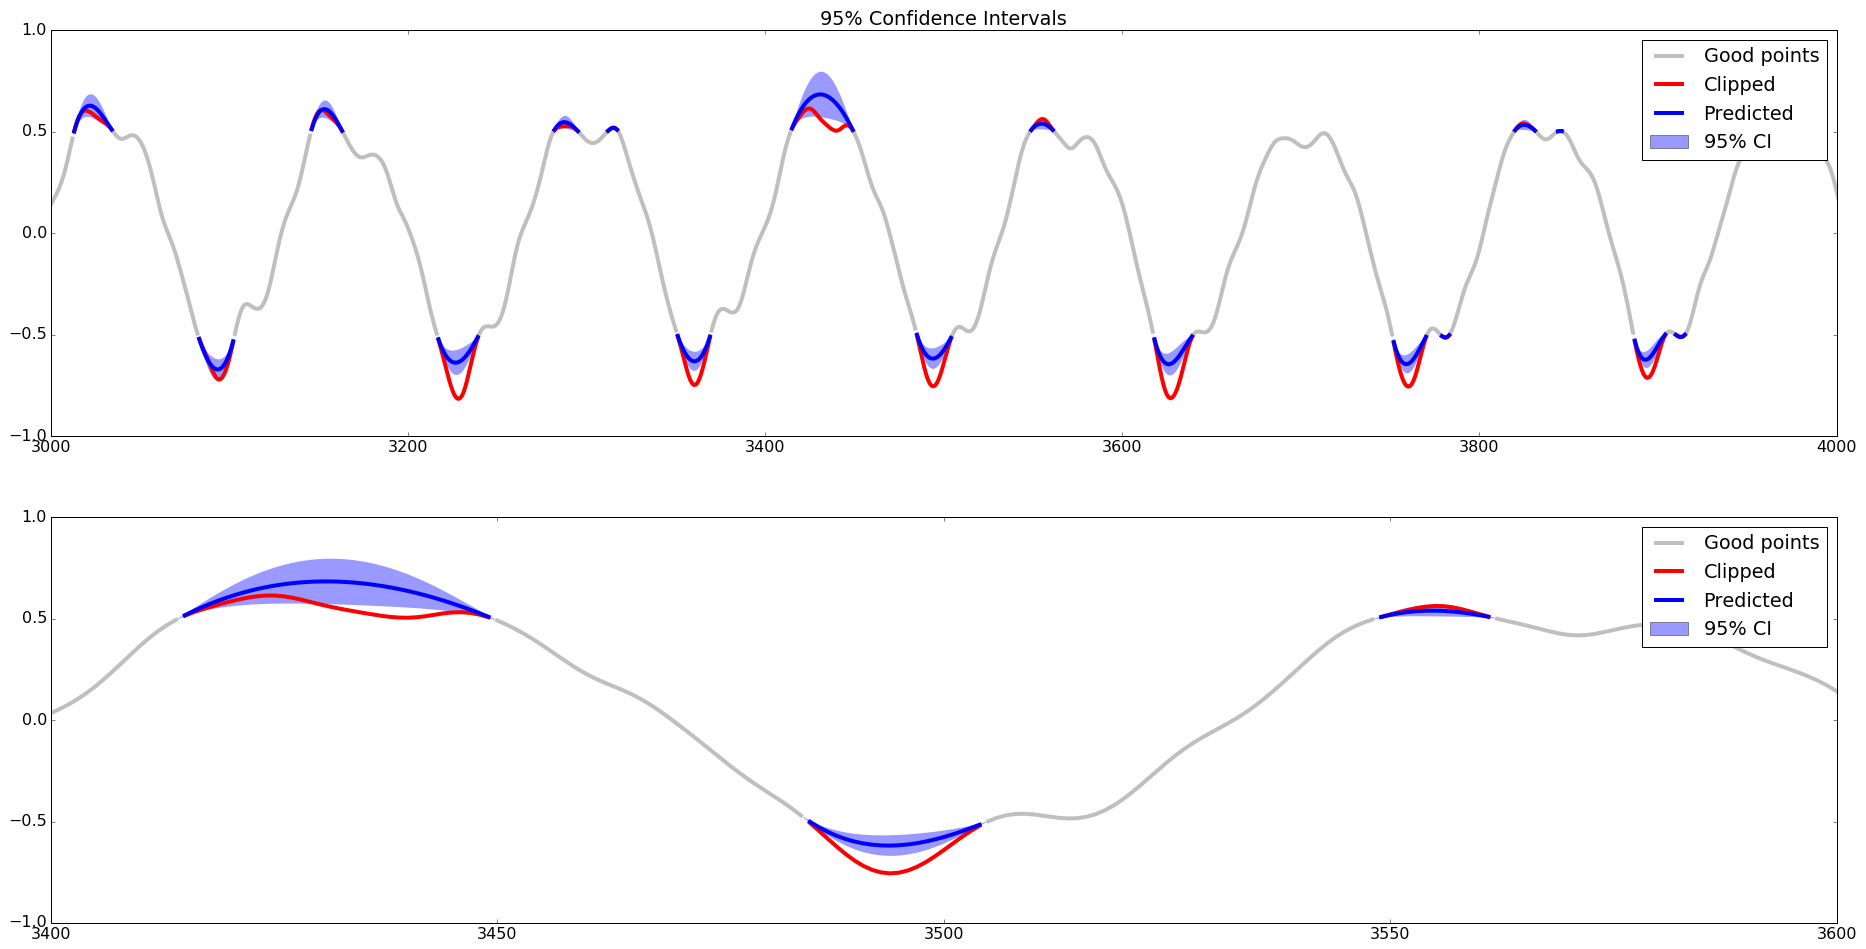 95% Confidence Intervals
1.0
0.5
0.0
−0.5
−1.0
3000 3200 3400 3600 3800 4000
Good points
Clipped
Predicted
95% CI
1.0
0.5
0.0
−0.5
−1.0
3400 3450 3500 3550 3600
Good points
Clipped
Predicted
95% CI